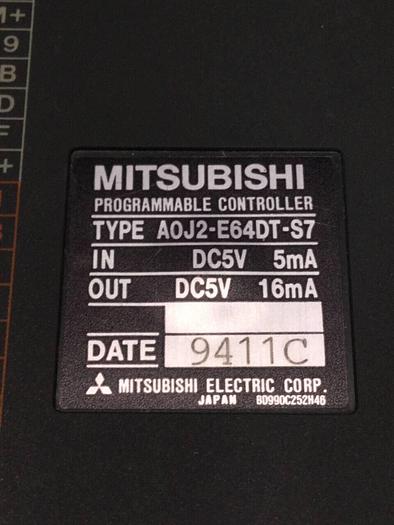 M+
9
B
D
F
+
MITSUBISHI
PROGRAMMABLE CONTROLLER
TYPE A0J2-E64DT-S7
IN DC5V 5mA
OUT DC5V 16mA
DATE 9411C
MITSUBISHI ELECTRIC CORP.
JAPAN BD990C252H46